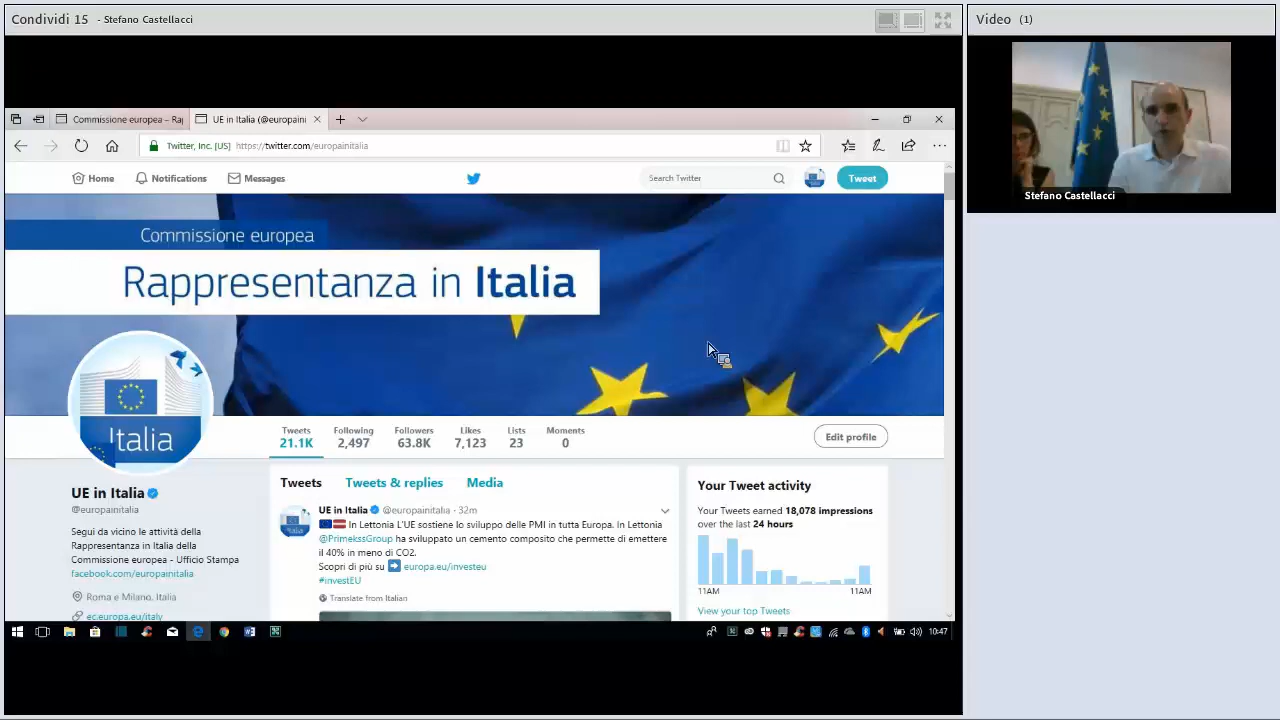 Condividi 15 - Stefano Castellacci
Video (1)
Stefano Castellacci
Commissione europea – Ra
UE in Italia (@europaini
Twitter, Inc. [US] https://twitter.com/europainitalia
Home Notifications Messages
Search Twitter
Tweet
Commissione europea
Rappresentanza in Italia
Italia
Tweets Following Followers Likes Lists Moments
21.1K 2,497 63.8K 7,123 23 0
Edit profile
UE in Italia
@europainitalia
Segui da vicino le attività della
Rappresentanza in Italia della
Commissione europea - Ufficio Stampa
facebook.com/europainitalia
Roma e Milano, Italia
ec.europa.eu/italy
Tweets Tweets & replies Media
UE in Italia @europainitalia · 32m
In Lettonia L'UE sostiene lo sviluppo delle PMI in tutta Europa. In Lettonia
@PrimekssGroup ha sviluppato un cemento composito che permette di emettere
il 40% in meno di CO2.
Scopri di più su europa.eu/investeu
#investEU
Translate from Italian
Your Tweet activity
Your Tweets earned 18,078 impressions
over the last 24 hours
11AM 11AM
View your top Tweets
10:47